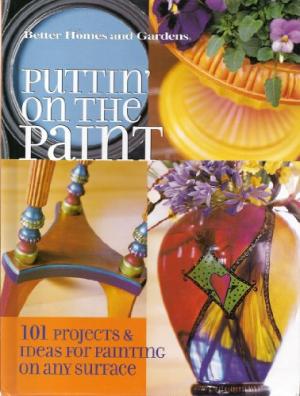 Better Homes and Gardens®
PUTTIN'
ON THE
PAINT
101 PROJECTS &
IDEAS FOR PAINTING
ON ANY SURFACE